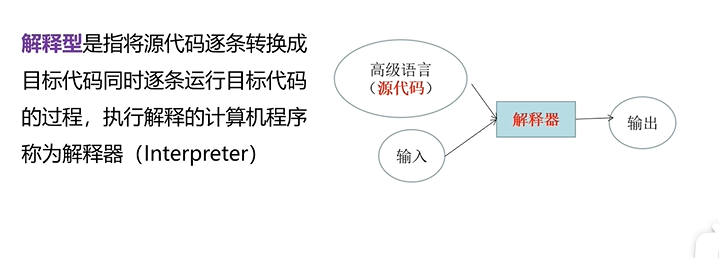 解释型是指将源代码逐条转换成
目标代码同时逐条运行目标代码
的过程，执行解释的计算机程序
称为解释器（Interpreter）
高级语言
（源代码）
解释器
输出
输入